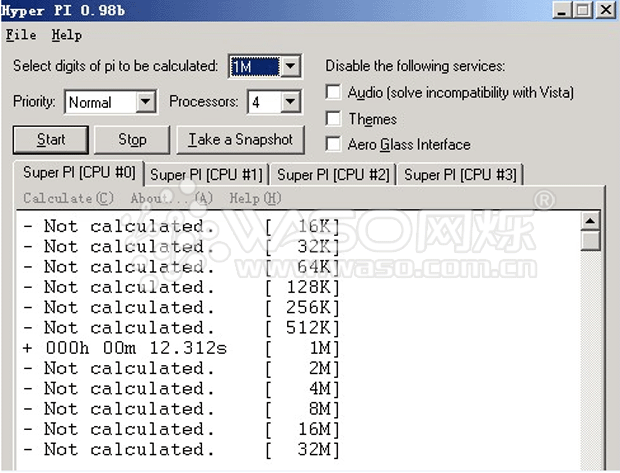 Hyper PI 0.98b
File Help
Select digits of pi to be calculated: 1M
Disable the following services:
Audio (solve incompatibility with Vista)
Priority: Normal Processors: 4
Themes
Start Stop Take a Snapshot
Aero Glass Interface
Super PI [CPU #0] Super PI [CPU #1] Super PI [CPU #2] Super PI [CPU #3]
Calculate(C) About...(A) Help(H)
- Not calculated. [ 16K]
- Not calculated. [ 32K]
- Not calculated. [ 64K]
- Not calculated. [ 128K]
- Not calculated. [ 256K]
- Not calculated. [ 512K]
+ 000h 00m 12.312s [ 1M]
- Not calculated. [ 2M]
- Not calculated. [ 4M]
- Not calculated. [ 8M]
- Not calculated. [ 16M]
- Not calculated. [ 32M]
WASO网烁®
www.waso.com.cn